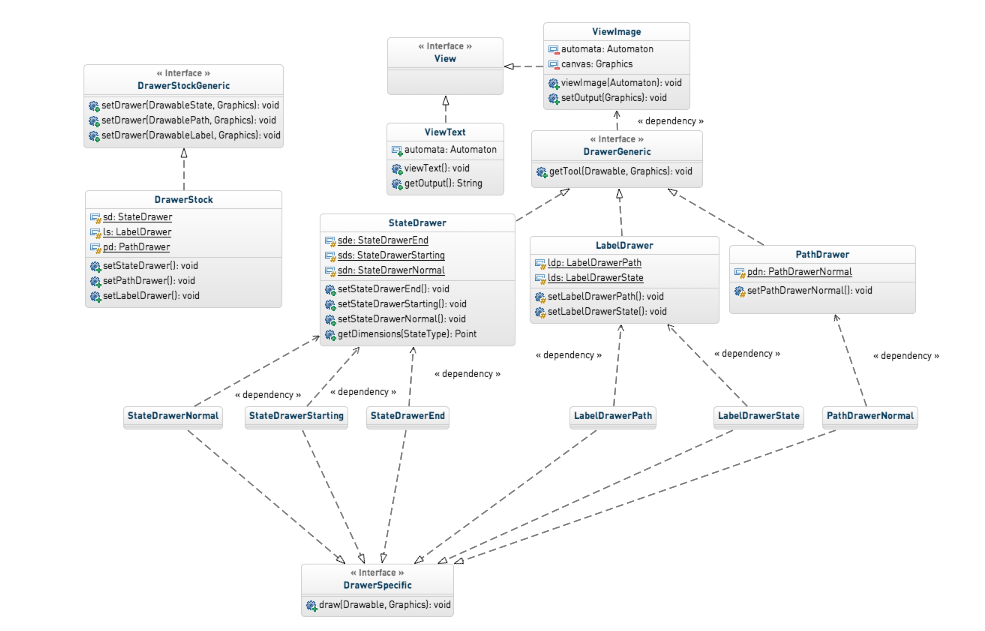 « Interface »
DrawerStockGeneric
setDrawer(DrawableState, Graphics): void
setDrawer(DrawablePath, Graphics): void
setDrawer(DrawableLabel, Graphics): void
« Interface »
View
ViewImage
automata: Automaton
canvas: Graphics
viewImage(Automaton): void
setOutput(Graphics): void
ViewText
automata: Automaton
viewText(): void
getOutput(): String
« dependency »
« Interface »
DrawerGeneric
getTool(Drawable, Graphics): void
DrawerStock
sd: StateDrawer
ls: LabelDrawer
pd: PathDrawer
setStateDrawer(): void
setPathDrawer(): void
setLabelDrawer(): void
StateDrawer
sde: StateDrawerEnd
sds: StateDrawerStarting
sdn: StateDrawerNormal
setStateDrawerEnd(): void
setStateDrawerStarting(): void
setStateDrawerNormal(): void
getDimensions(StateType): Point
LabelDrawer
ldp: LabelDrawerPath
lds: LabelDrawerState
setLabelDrawerPath(): void
setLabelDrawerState(): void
PathDrawer
pdn: PathDrawerNormal
setPathDrawerNormal(): void
« dependency »
« dependency »
« dependency »
« dependency »
« dependency »
« dependency »
StateDrawerNormal
StateDrawerStarting
StateDrawerEnd
LabelDrawerPath
LabelDrawerState
PathDrawerNormal
« Interface »
DrawerSpecific
draw(Drawable, Graphics): void